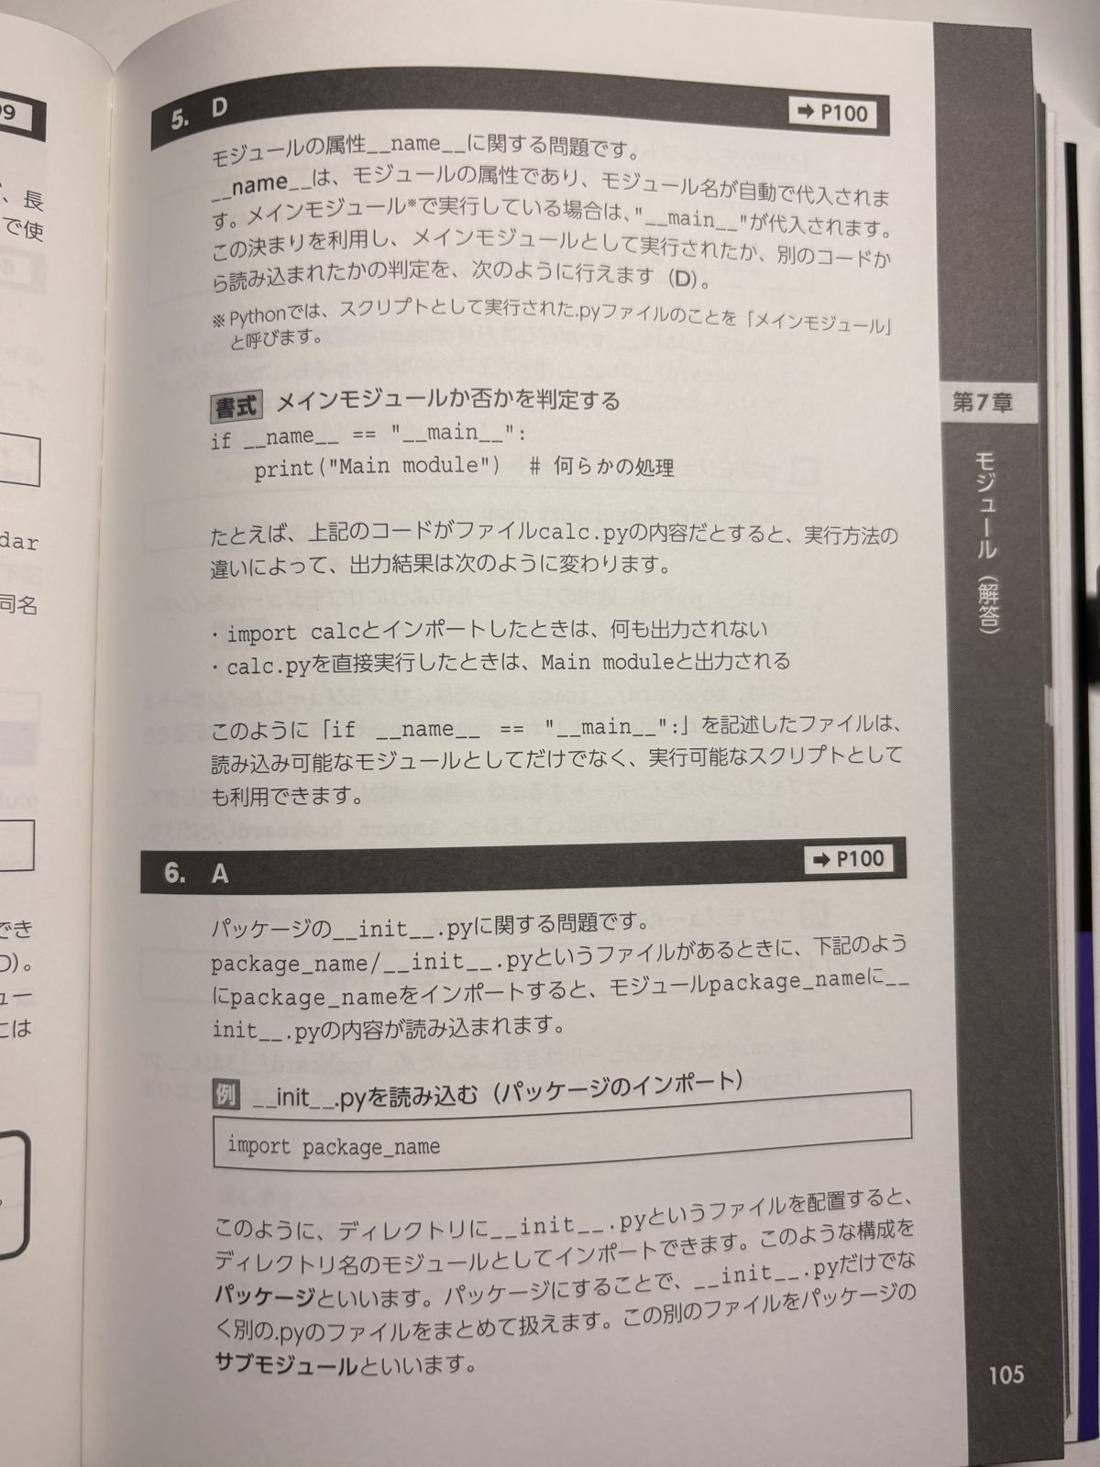 99
、長
で使
dar
同名
でき
D)。
ュー
には
5. D
➡ P100
モジュールの属性__name__に関する問題です。
__name__は、モジュールの属性であり、モジュール名が自動で代入されま
す。メインモジュール※で実行している場合は、"__main__"が代入されます。
この決まりを利用し、メインモジュールとして実行されたか、別のコードか
ら読み込まれたかの判定を、次のように行えます（D）。
※ Pythonでは、スクリプトとして実行された.pyファイルのことを「メインモジュール」
と呼びます。
書式 メインモジュールか否かを判定する
if __name__ == "__main__":
    print("Main module")  # 何らかの処理
たとえば、上記のコードがファイルcalc.pyの内容だとすると、実行方法の
違いによって、出力結果は次のように変わります。
・import calcとインポートしたときは、何も出力されない
・calc.pyを直接実行したときは、Main moduleと出力される
このように「if __name__ == "__main__":」を記述したファイルは、
読み込み可能なモジュールとしてだけでなく、実行可能なスクリプトとして
も利用できます。
6. A
➡ P100
パッケージの__init__.pyに関する問題です。
package_name/__init__.pyというファイルがあるときに、下記のよう
にpackage_nameをインポートすると、モジュールpackage_nameに__
init__.pyの内容が読み込まれます。
例 __init__.pyを読み込む（パッケージのインポート）
import package_name
このように、ディレクトリに__init__.pyというファイルを配置すると、
ディレクトリ名のモジュールとしてインポートできます。このような構成を
パッケージといいます。パッケージにすることで、__init__.pyだけでな
く別の.pyのファイルをまとめて扱えます。この別のファイルをパッケージの
サブモジュールといいます。
第7章
モジュール（解答）
105